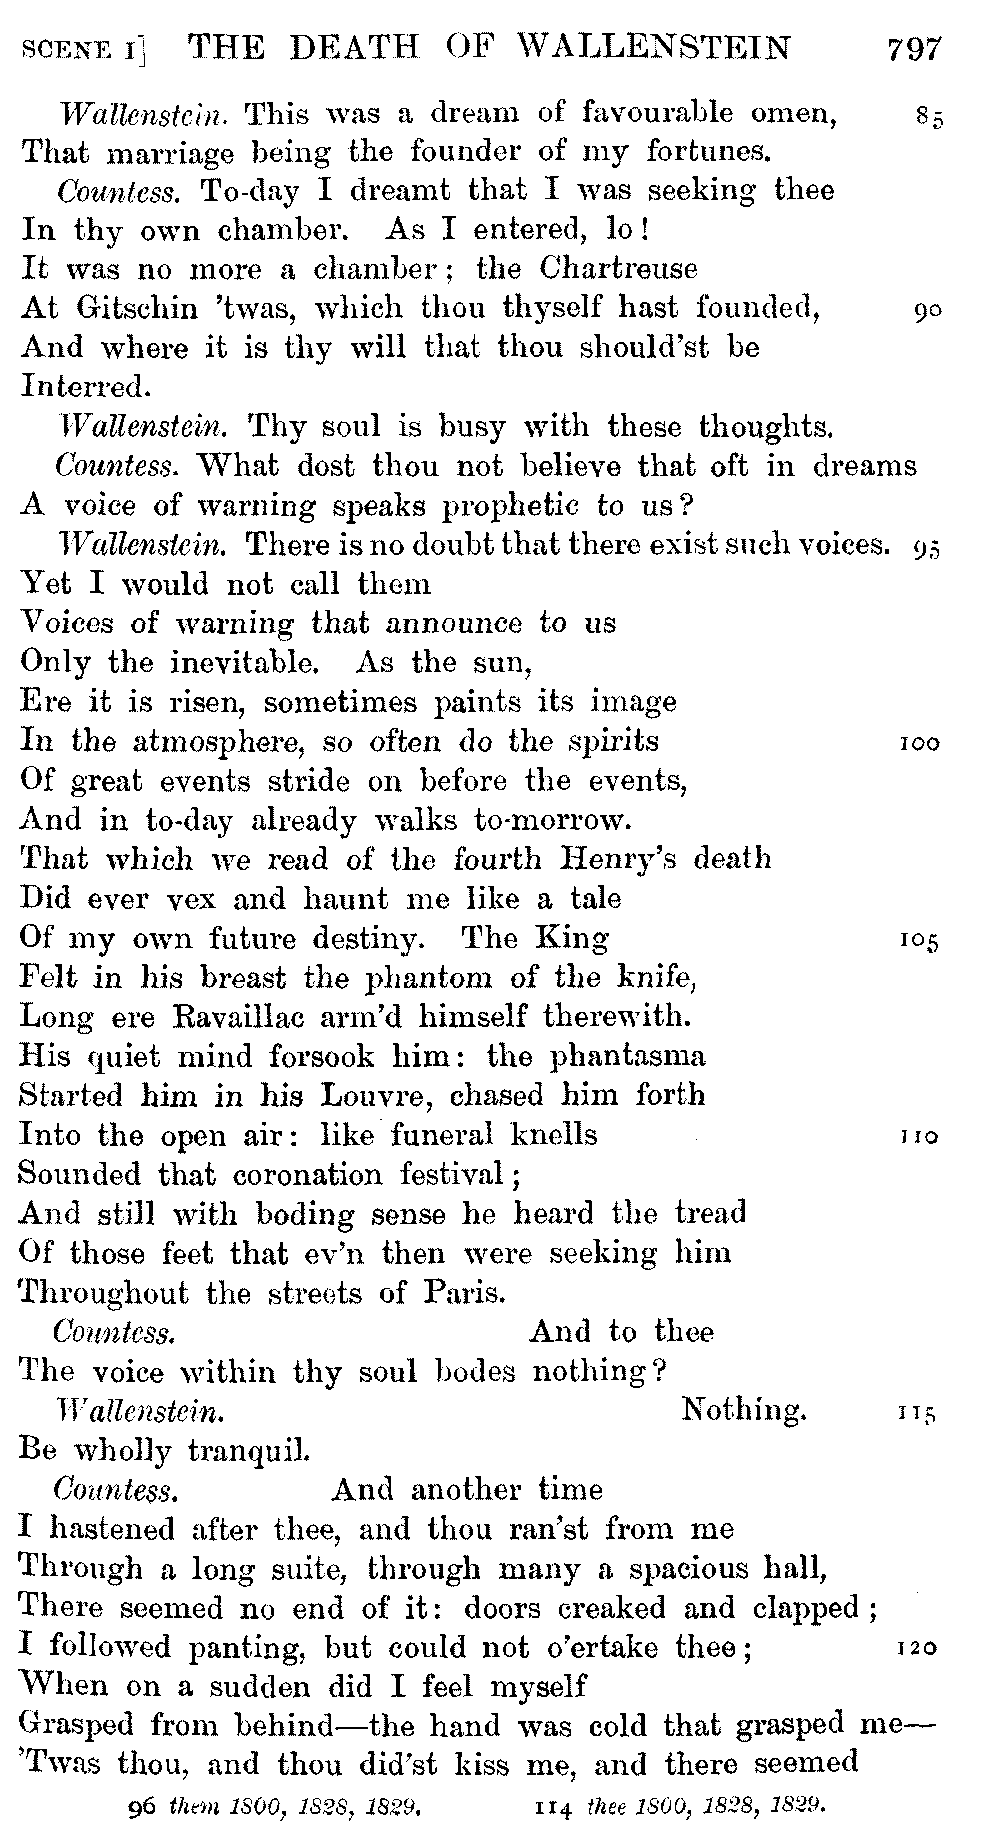 SCENE I] THE DEATH OF WALLENSTEIN 797
Wallenstein. This was a dream of favourable omen, 85
That marriage being the founder of my fortunes.
Countess. To-day I dreamt that I was seeking thee
In thy own chamber. As I entered, lo!
It was no more a chamber; the Chartreuse
At Gitschin 'twas, which thou thyself hast founded, 90
And where it is thy will that thou should'st be
Interred.
Wallenstein. Thy soul is busy with these thoughts.
Countess. What dost thou not believe that oft in dreams
A voice of warning speaks prophetic to us?
Wallenstein. There is no doubt that there exist such voices. 95
Yet I would not call them
Voices of warning that announce to us
Only the inevitable. As the sun,
Ere it is risen, sometimes paints its image
In the atmosphere, so often do the spirits 100
Of great events stride on before the events,
And in to-day already walks to-morrow.
That which we read of the fourth Henry's death
Did ever vex and haunt me like a tale
Of my own future destiny. The King 105
Felt in his breast the phantom of the knife,
Long ere Ravaillac arm'd himself therewith.
His quiet mind forsook him: the phantasma
Started him in his Louvre, chased him forth
Into the open air: like funeral knells 110
Sounded that coronation festival;
And still with boding sense he heard the tread
Of those feet that ev'n then were seeking him
Throughout the streets of Paris.
Countess. And to thee
The voice within thy soul bodes nothing?
Wallenstein. Nothing. 115
Be wholly tranquil.
Countess. And another time
I hastened after thee, and thou ran'st from me
Through a long suite, through many a spacious hall,
There seemed no end of it: doors creaked and clapped;
I followed panting, but could not o'ertake thee; 120
When on a sudden did I feel myself
Grasped from behind—the hand was cold that grasped me—
'Twas thou, and thou did'st kiss me, and there seemed
96 them 1800, 1828, 1829. 114 thee 1800, 1828, 1829.